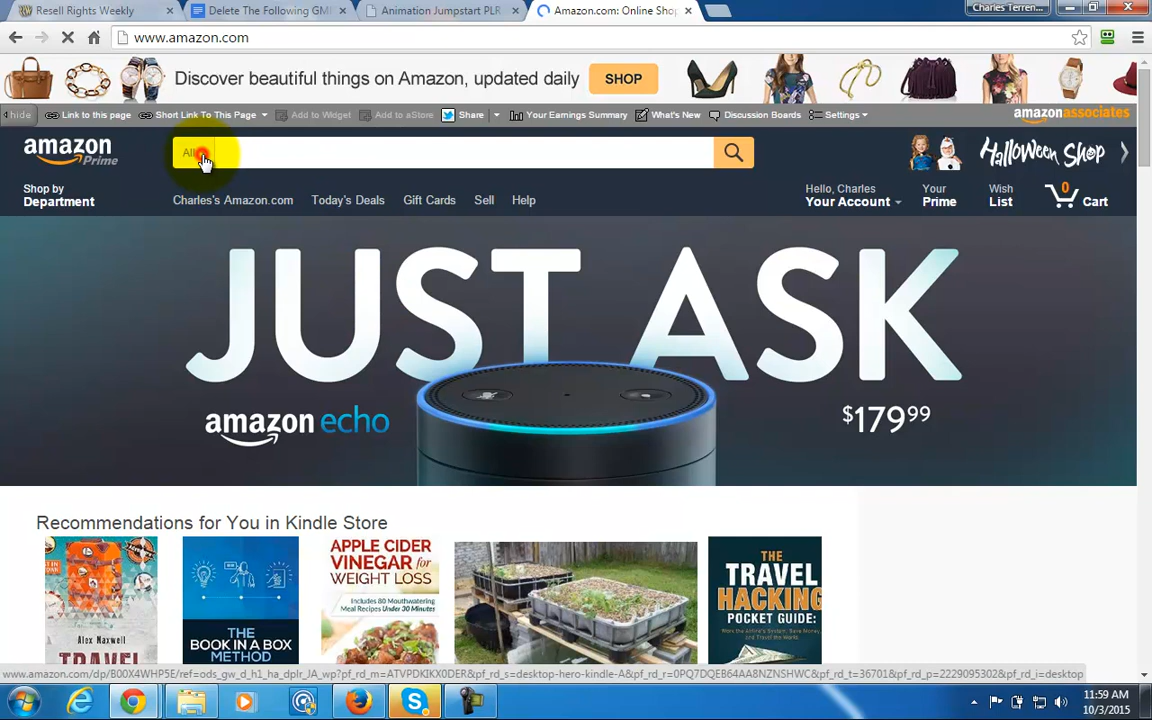 Resell Rights Weekly
Delete The Following GMI
Animation Jumpstart PLR
Amazon.com: Online Sho
Charles Terren...
www.amazon.com
Discover beautiful things on Amazon, updated daily
SHOP
hide
Link to this page
Short Link To This Page
Add to Widget
Add to aStore
Share
Your Earnings Summary
What's New
Discussion Boards
Settings
amazonassociates
amazon
Prime
All
Halloween Shop
Shop by
Department
Charles's Amazon.com
Today's Deals
Gift Cards
Sell
Help
Hello, Charles
Your Account
Your
Prime
Wish
List
0
Cart
JUST ASK
amazon echo
$179⁹⁹
Recommendations for You in Kindle Store
Alex Maxwell
TRAVEL
THE
BOOK IN A BOX
METHOD
APPLE CIDER
VINEGAR for
WEIGHT LOSS
Includes 80 Mouthwatering
Meal Recipes Under 30 Minutes
THE
TRAVEL
HACKING
POCKET GUIDE:
www.amazon.com/dp/B00X4WHP5E/ref=ods_gw_d_h1_ha_dplr_JA_wp?pf_rd_m=ATVPDKIKX0DER&pf_rd_s=desktop-hero-kindle-A&pf_rd_r=0PQ7DQEB64AA8NZNSHWC&pf_rd_t=36701&pf_rd_p=2229095302&pf_rd_i=desktop
11:59 AM
10/3/2015